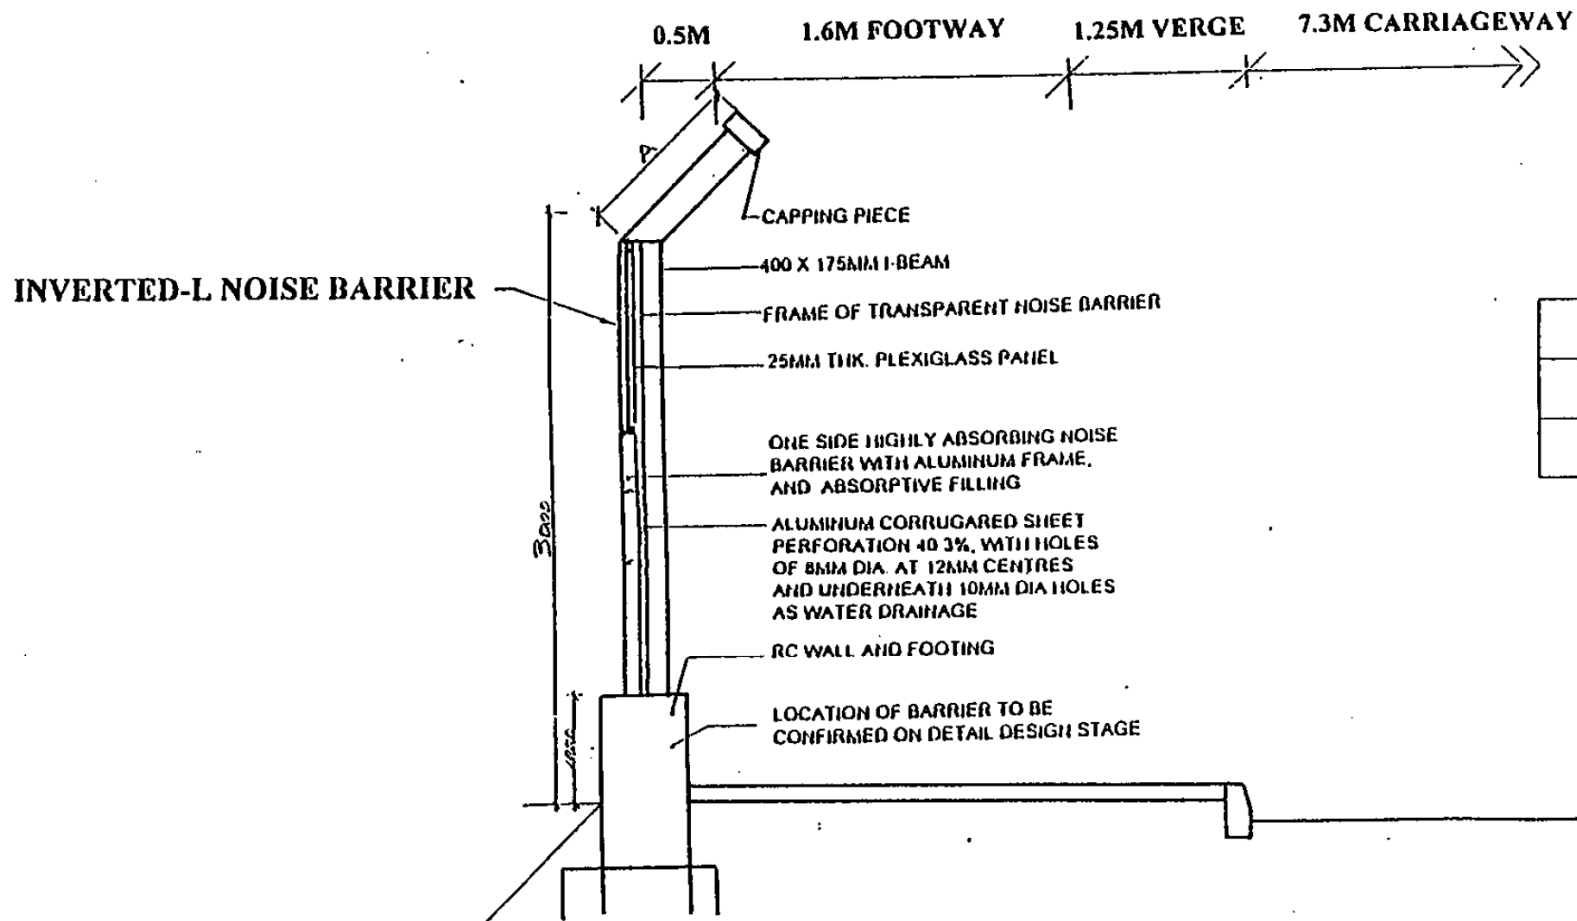 0.5M 1.6M FOOTWAY 1.25M VERGE 7.3M CARRIAGEWAY
P
CAPPING PIECE
400 X 175MM I-BEAM
INVERTED-L NOISE BARRIER
FRAME OF TRANSPARENT NOISE BARRIER
25MM THK. PLEXIGLASS PANEL
ONE SIDE HIGHLY ABSORBING NOISE
BARRIER WITH ALUMINUM FRAME,
AND ABSORPTIVE FILLING
3000
ALUMINUM CORRUGARED SHEET
PERFORATION 40.3%, WITH HOLES
OF 8MM DIA. AT 12MM CENTRES
AND UNDERNEATH 10MM DIA HOLES
AS WATER DRAINAGE
RC WALL AND FOOTING
LOCATION OF BARRIER TO BE
CONFIRMED ON DETAIL DESIGN STAGE